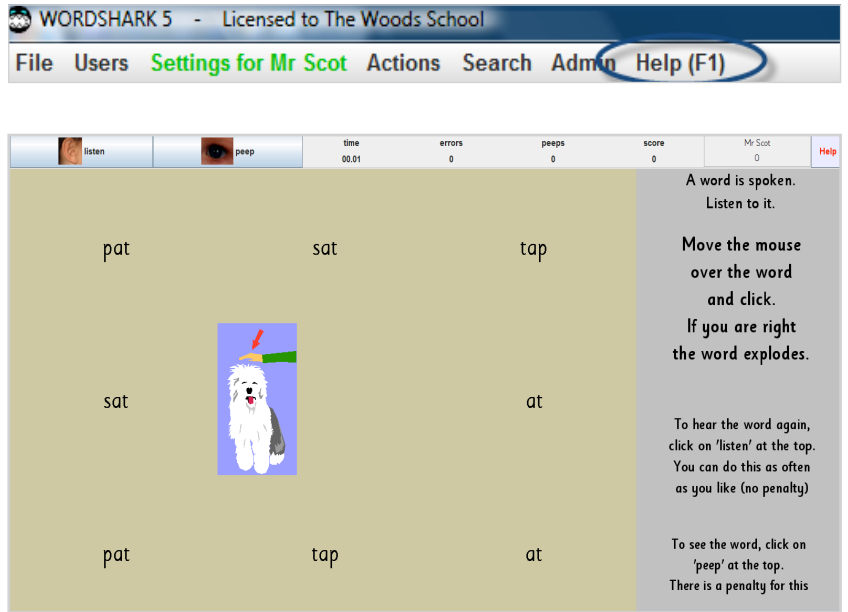 WORDSHARK 5 - Licensed to The Woods School
File Users Settings for Mr Scot Actions Search Admin Help (F1)
listen peep time errors peeps score Mr Scot Help
00.01 0 0 0 0
A word is spoken.
Listen to it.
pat sat tap
Move the mouse
over the word
and click.
If you are right
the word explodes.
sat at
To hear the word again,
click on 'listen' at the top.
You can do this as often
as you like (no penalty)
pat tap at
To see the word, click on
'peep' at the top.
There is a penalty for this